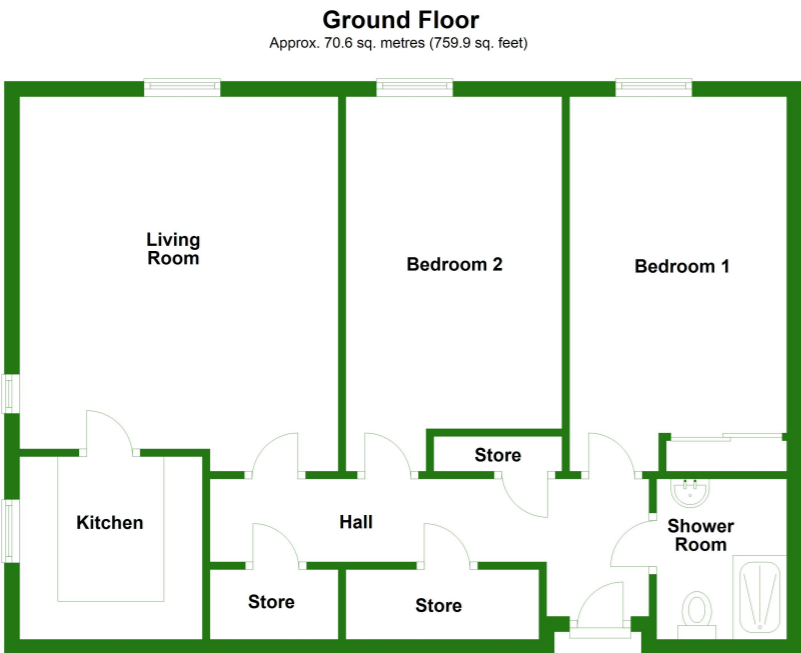 Ground Floor
Approx. 70.6 sq. metres (759.9 sq. feet)
Living
Room
Bedroom 2
Bedroom 1
Store
Kitchen
Hall
Shower
Room
Store
Store